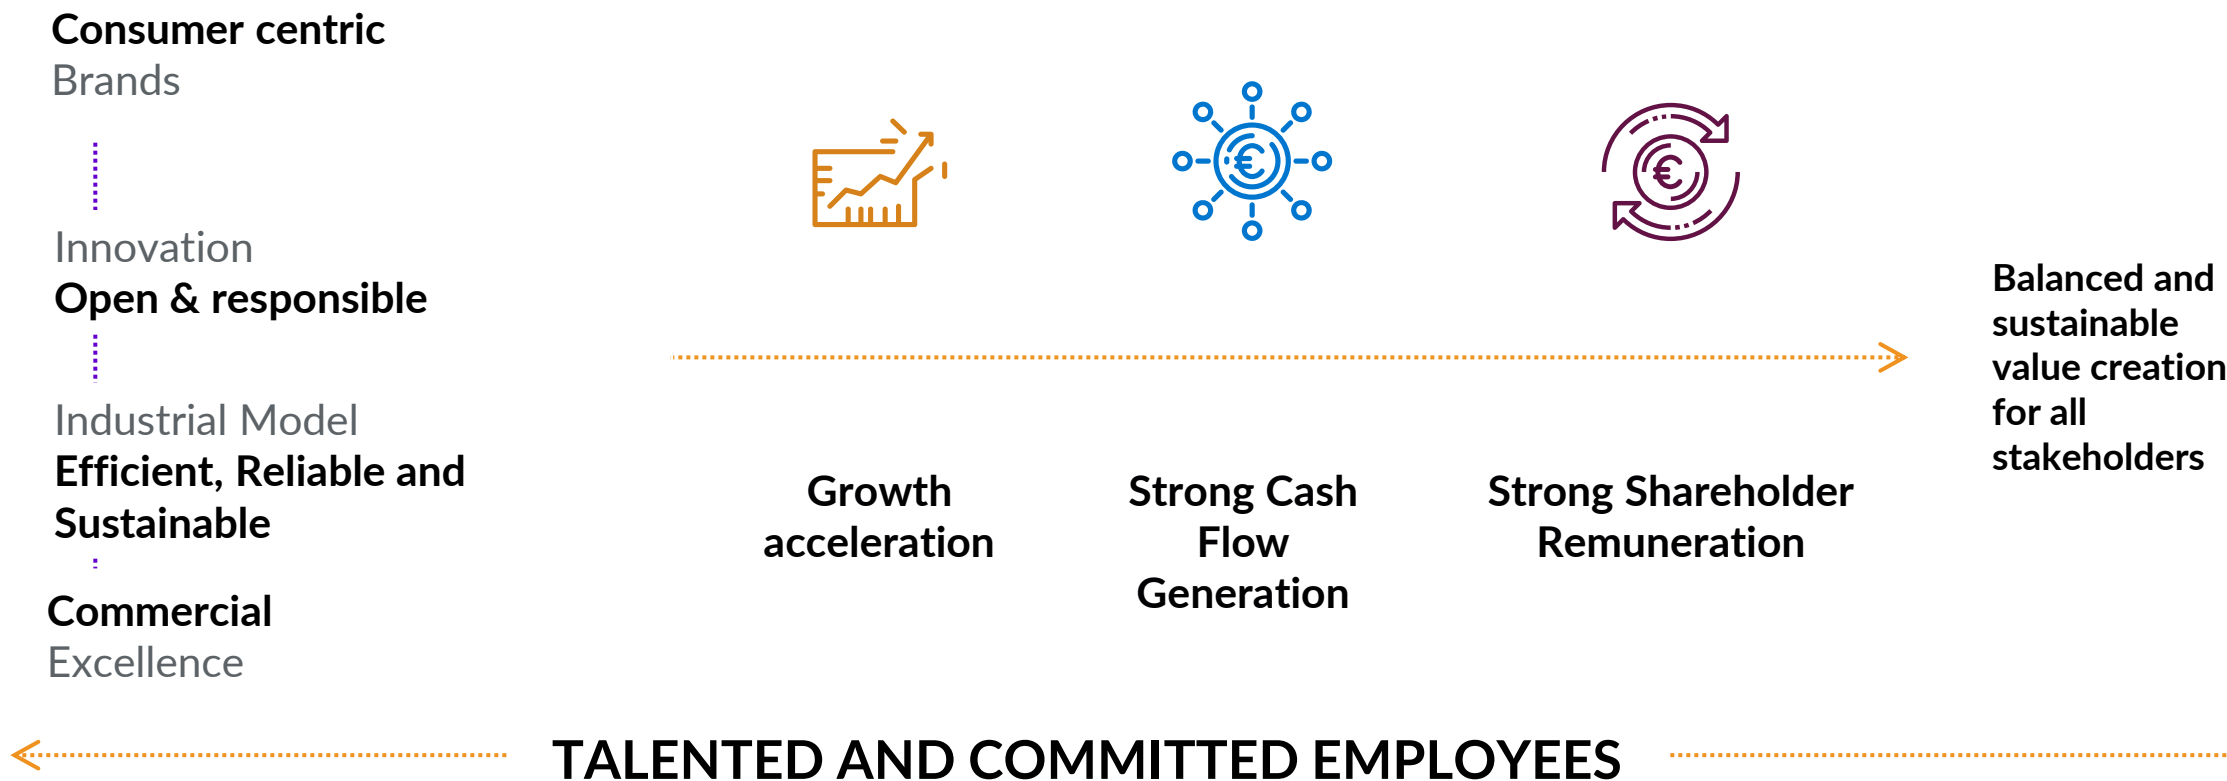 Consumer centric
Brands
Innovation
Open & responsible
Industrial Model
Efficient, Reliable and
Sustainable
Commercial
Excellence
€
Growth
acceleration
€
Strong Cash
Flow
Generation
Strong Shareholder
Remuneration
Balanced and
sustainable
value creation
for all
stakeholders
TALENTED AND COMMITTED EMPLOYEES